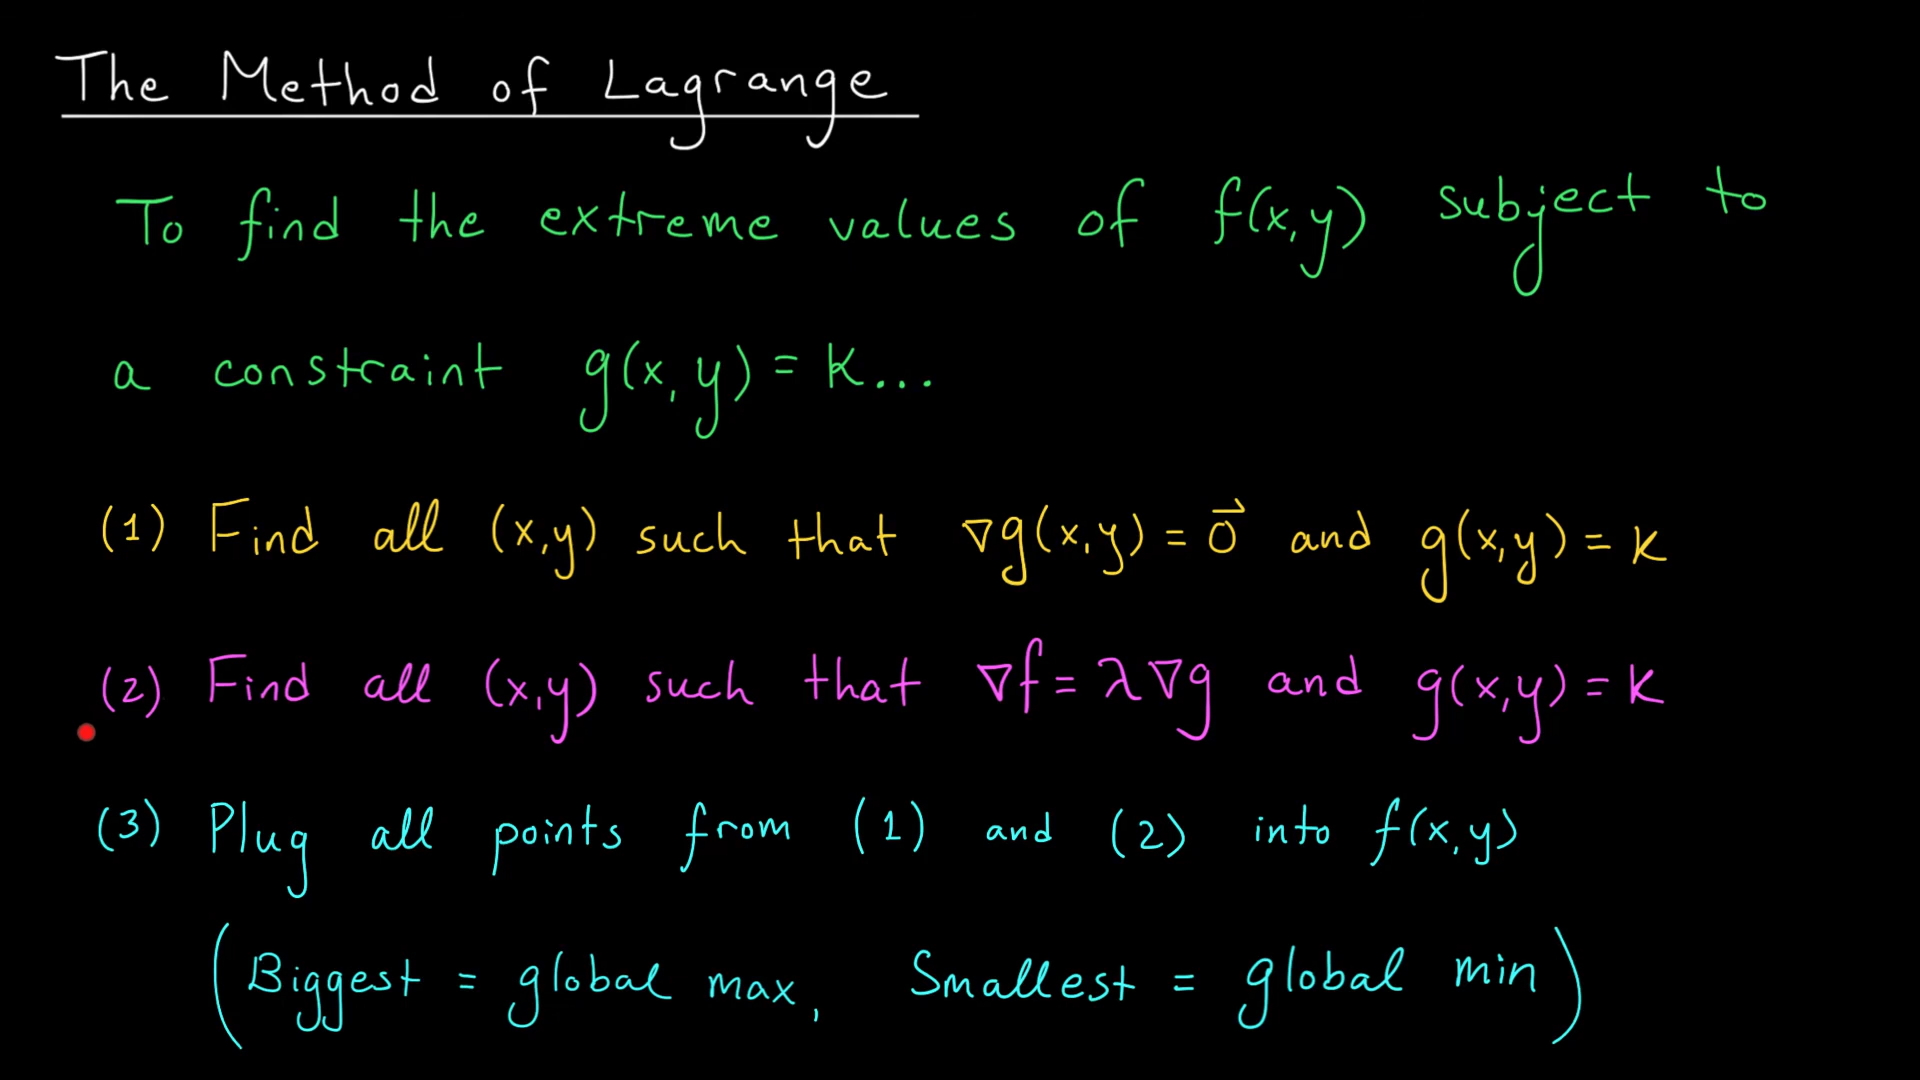 The Method of Lagrange
To find the extreme values of f(x,y) subject to
a constraint g(x,y) = k...
(1) Find all (x,y) such that ∇g(x,y) = 0⃗ and g(x,y) = k
(2) Find all (x,y) such that ∇f = λ∇g and g(x,y) = k
(3) Plug all points from (1) and (2) into f(x,y)
(Biggest = global max, Smallest = global min)